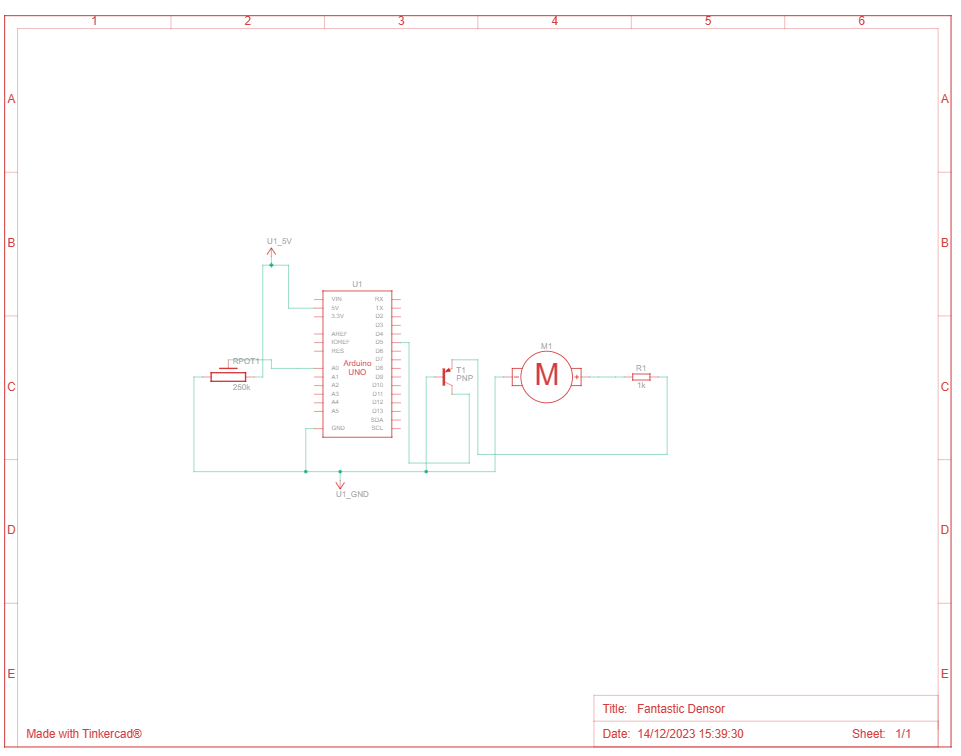 1 2 3 4 5 6
A A
B B
C C
D D
E E
U1_5V
U1
VIN RX
5V TX
3.3V D2
D3
AREF D4
IOREF D5
RES D6
D7
Arduino
UNO
A0 D8
A1 D9
A2 D10
A3 D11
A4 D12
A5 D13
SDA
GND SCL
RPOT1
250k
T1
PNP
M1
M
- +
R1
1k
U1_GND
Title: Fantastic Densor
Date: 14/12/2023 15:39:30 Sheet: 1/1
Made with Tinkercad®